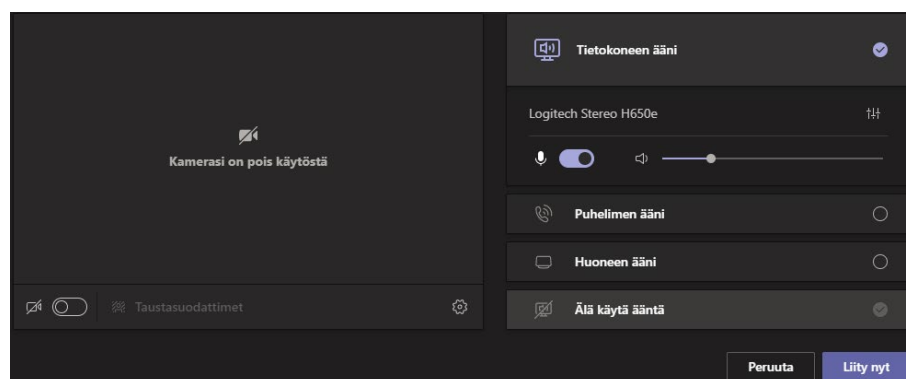 Tietokoneen ääni
Logitech Stereo H650e
Kamerasi on pois käytöstä
Puhelimen ääni
Huoneen ääni
Taustasuodattimet
Älä käytä ääntä
Peruuta
Liity nyt